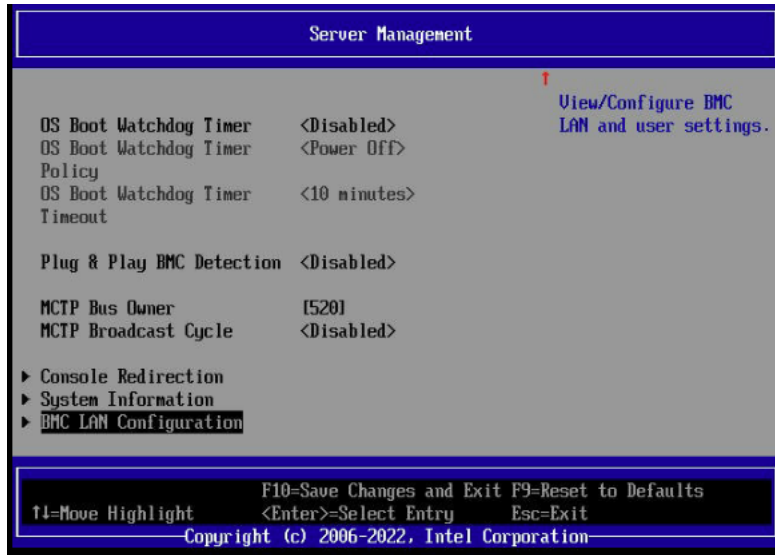 Server Management
↑
View/Configure BMC
OS Boot Watchdog Timer <Disabled> LAN and user settings.
OS Boot Watchdog Timer <Power Off>
Policy
OS Boot Watchdog Timer <10 minutes>
Timeout
Plug & Play BMC Detection <Disabled>
MCTP Bus Owner [520]
MCTP Broadcast Cycle <Disabled>
▶ Console Redirection
▶ System Information
▶ BMC LAN Configuration
F10=Save Changes and Exit F9=Reset to Defaults
↑↓=Move Highlight <Enter>=Select Entry Esc=Exit
Copyright (c) 2006-2022, Intel Corporation